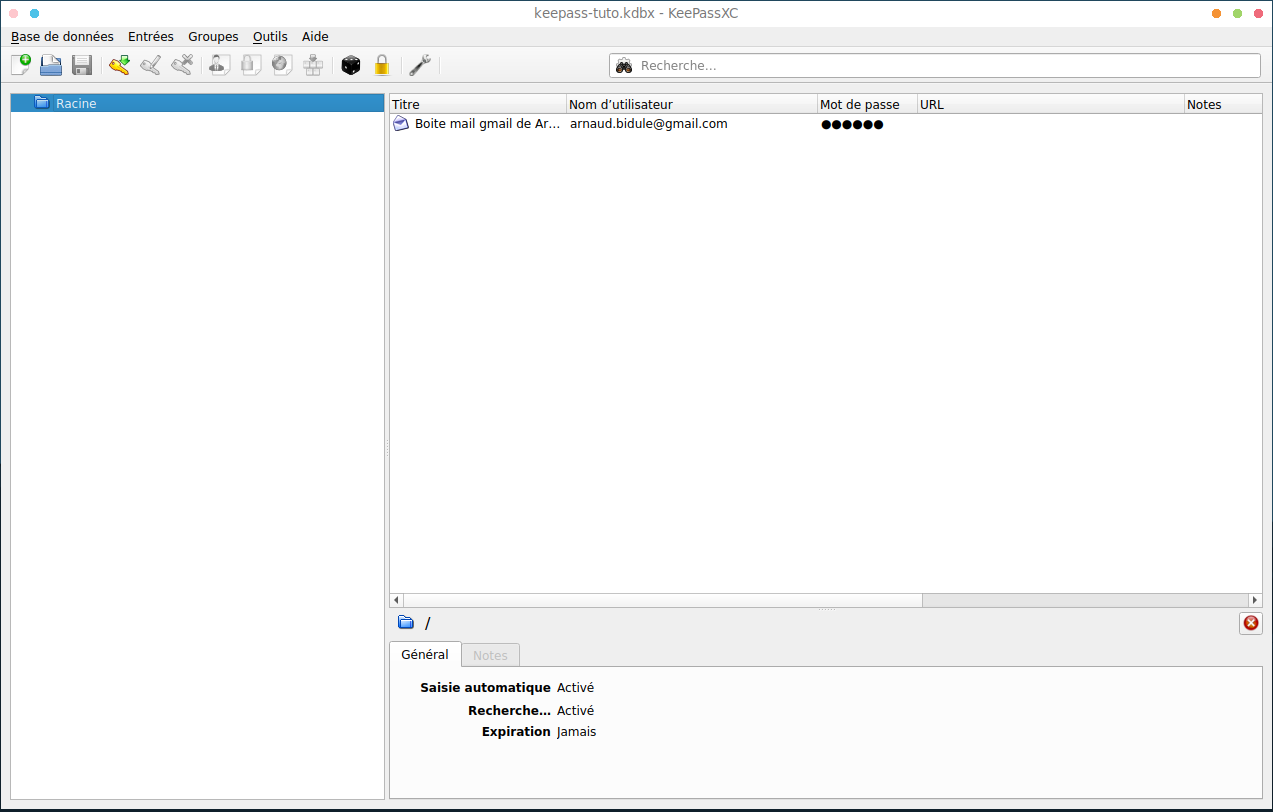 keepass-tuto.kdbx - KeePassXC
Base de données Entrées Groupes Outils Aide
Recherche...
Racine
Titre Nom d’utilisateur Mot de passe URL Notes
Boite mail gmail de Ar... arnaud.bidule@gmail.com ●●●●●●
/
Général Notes
Saisie automatique Activé
Recherche... Activé
Expiration Jamais